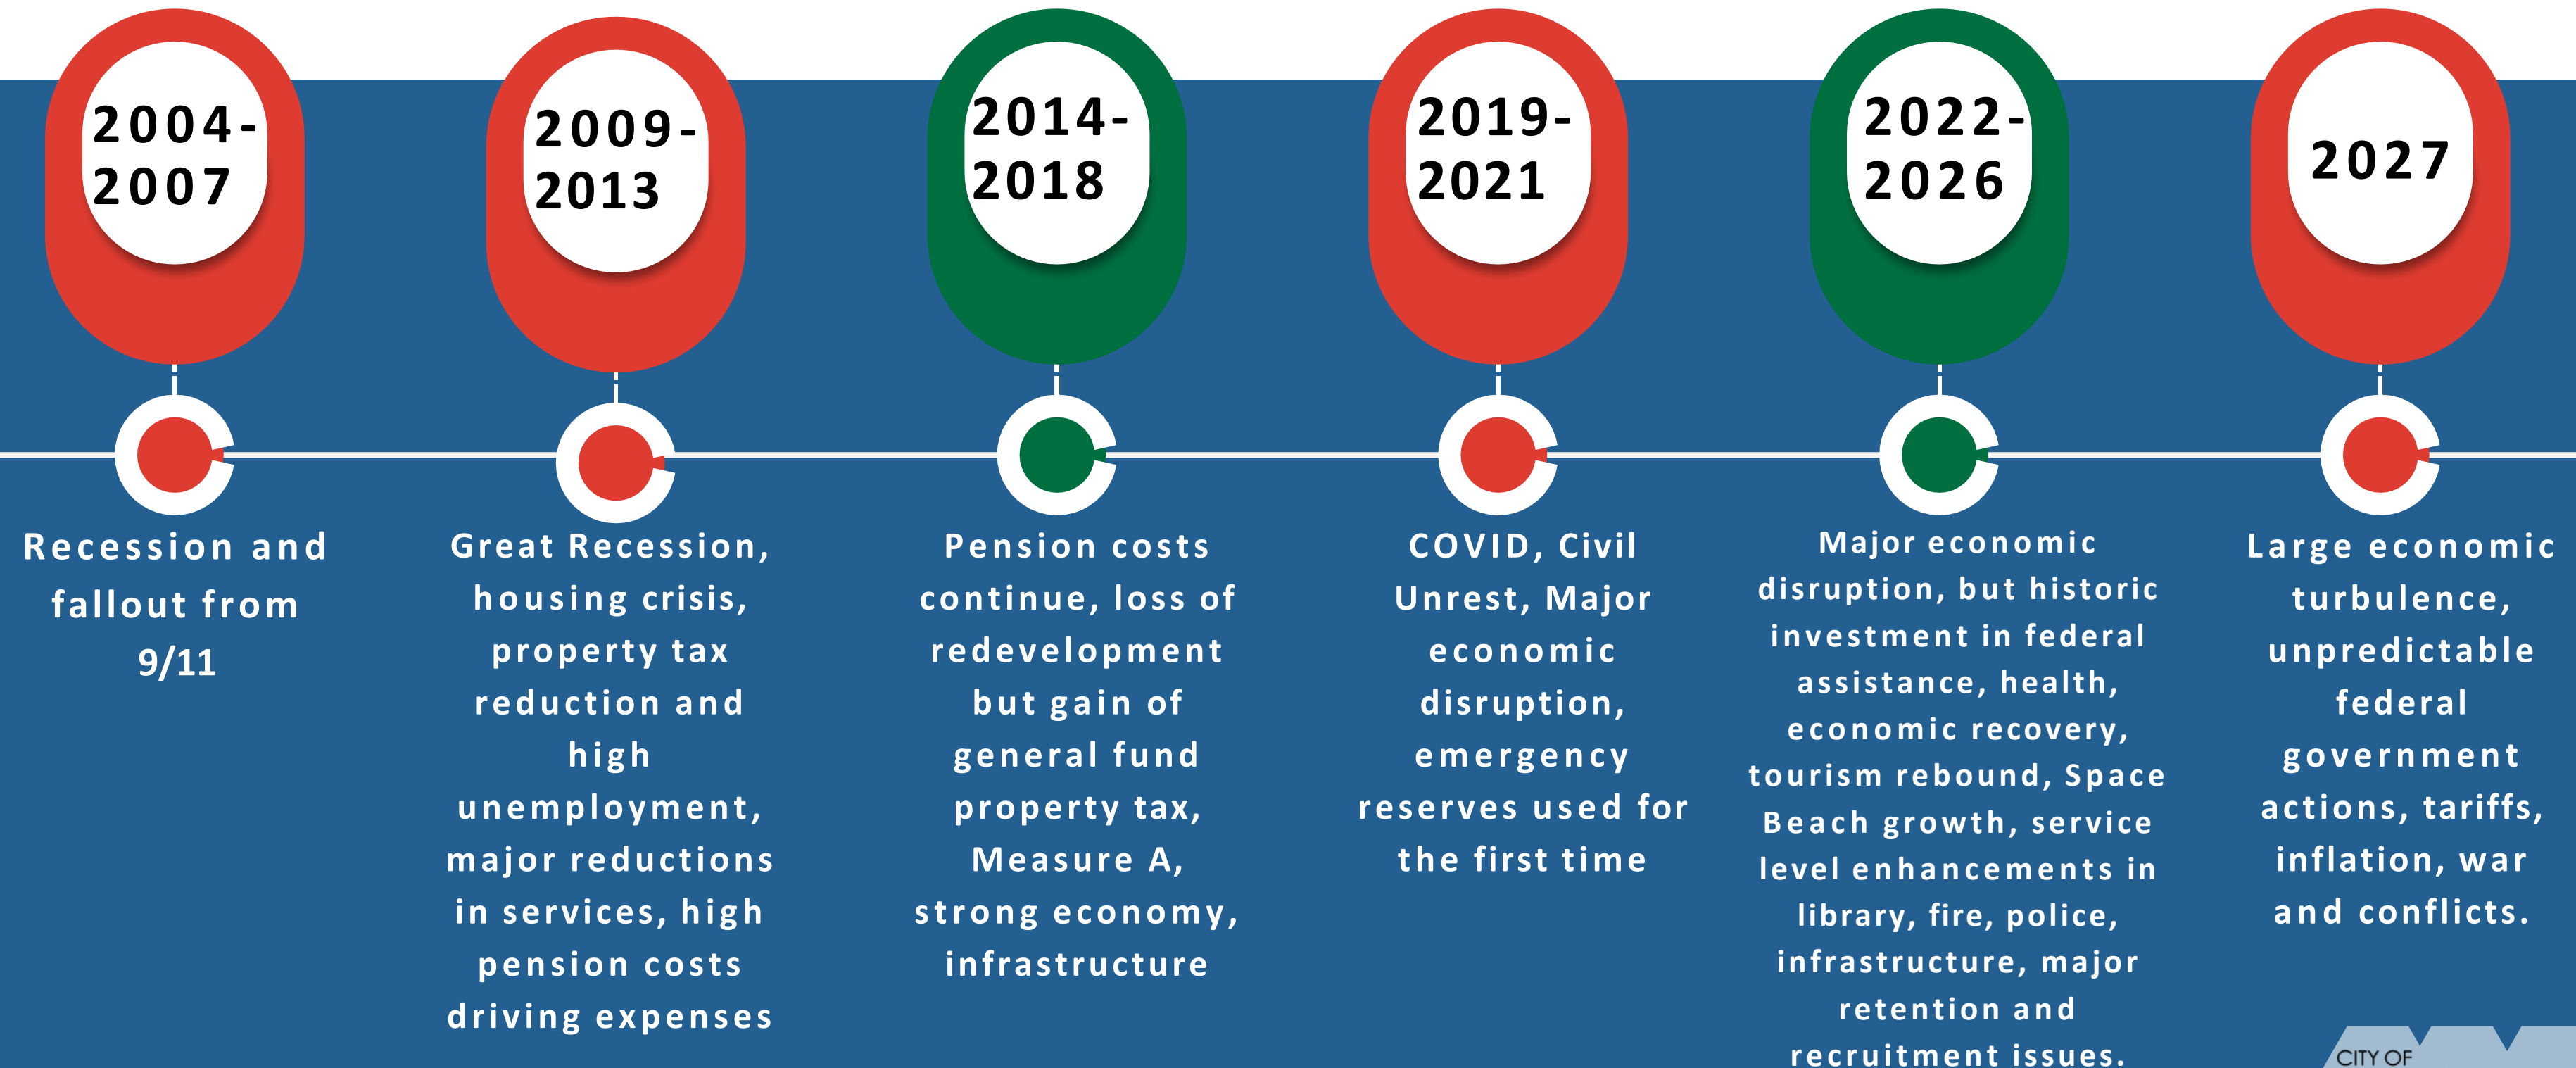 2004-
2007
2009-
2013
2014-
2018
2019-
2021
2022-
2026
2027
Recession and
fallout from
9/11
Great Recession,
housing crisis,
property tax
reduction and
high
unemployment,
major reductions
in services, high
pension costs
driving expenses
Pension costs
continue, loss of
redevelopment
but gain of
general fund
property tax,
Measure A,
strong economy,
infrastructure
COVID, Civil
Unrest, Major
economic
disruption,
emergency
reserves used for
the first time
Major economic
disruption, but historic
investment in federal
assistance, health,
economic recovery,
tourism rebound, Space
Beach growth, service
level enhancements in
library, fire, police,
infrastructure, major
retention and
recruitment issues.
Large economic
turbulence,
unpredictable
federal
government
actions, tariffs,
inflation, war
and conflicts.
CITY OF